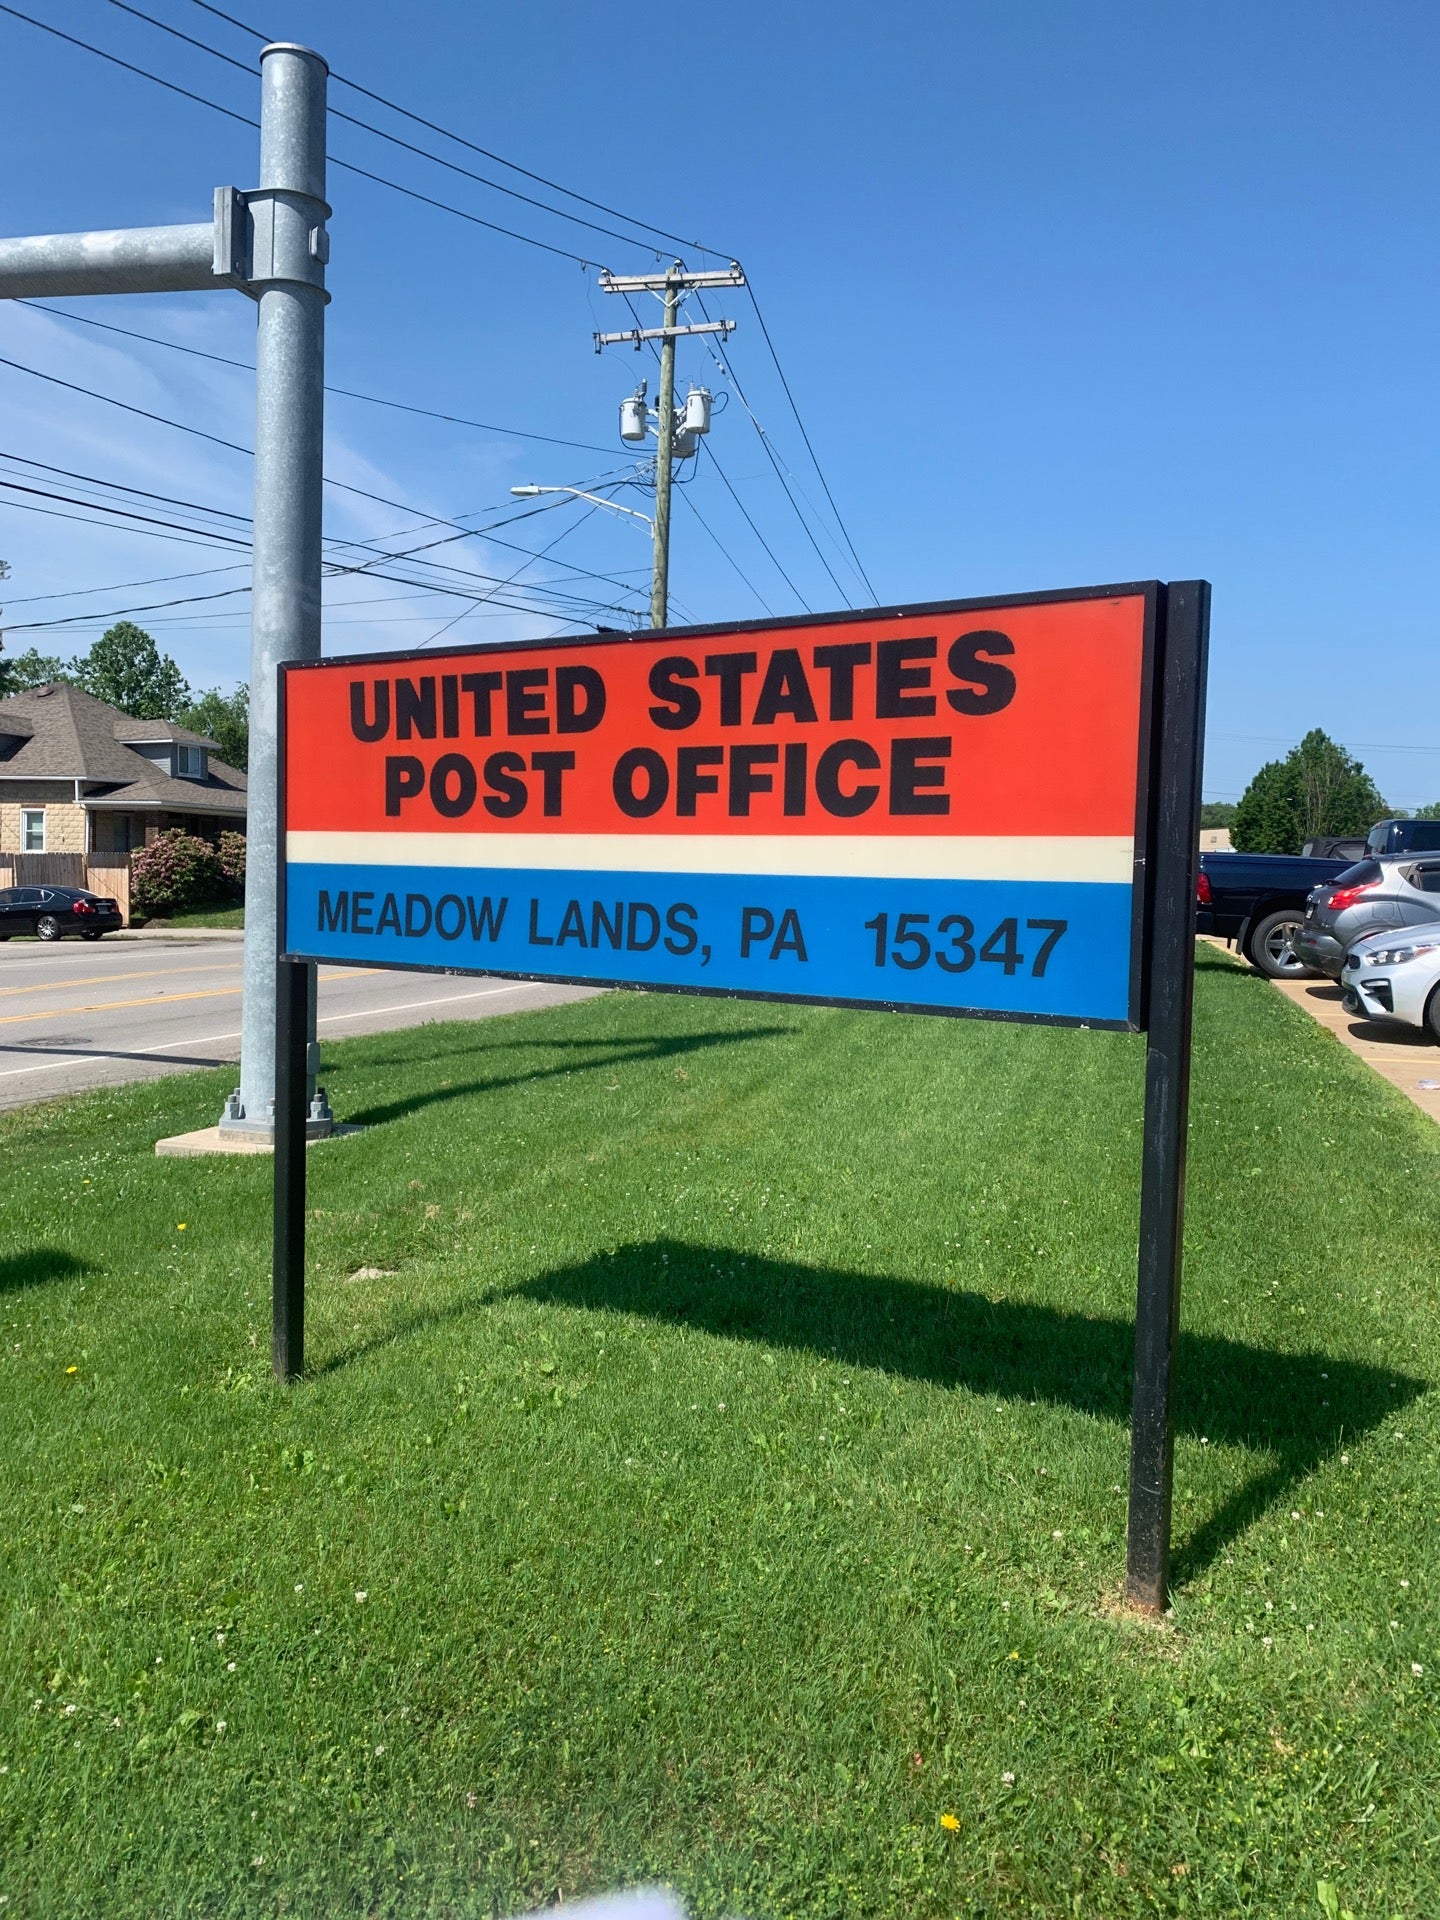 UNITED STATES
POST OFFICE
MEADOW LANDS, PA 15347